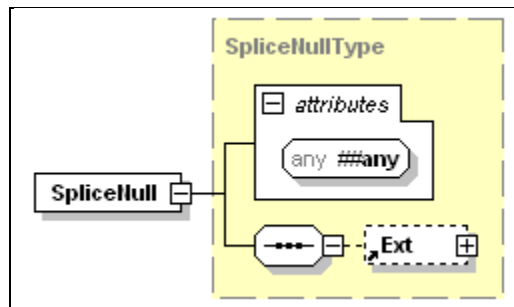 SpliceNullType
attributes
any ##any
SpliceNull
Ext